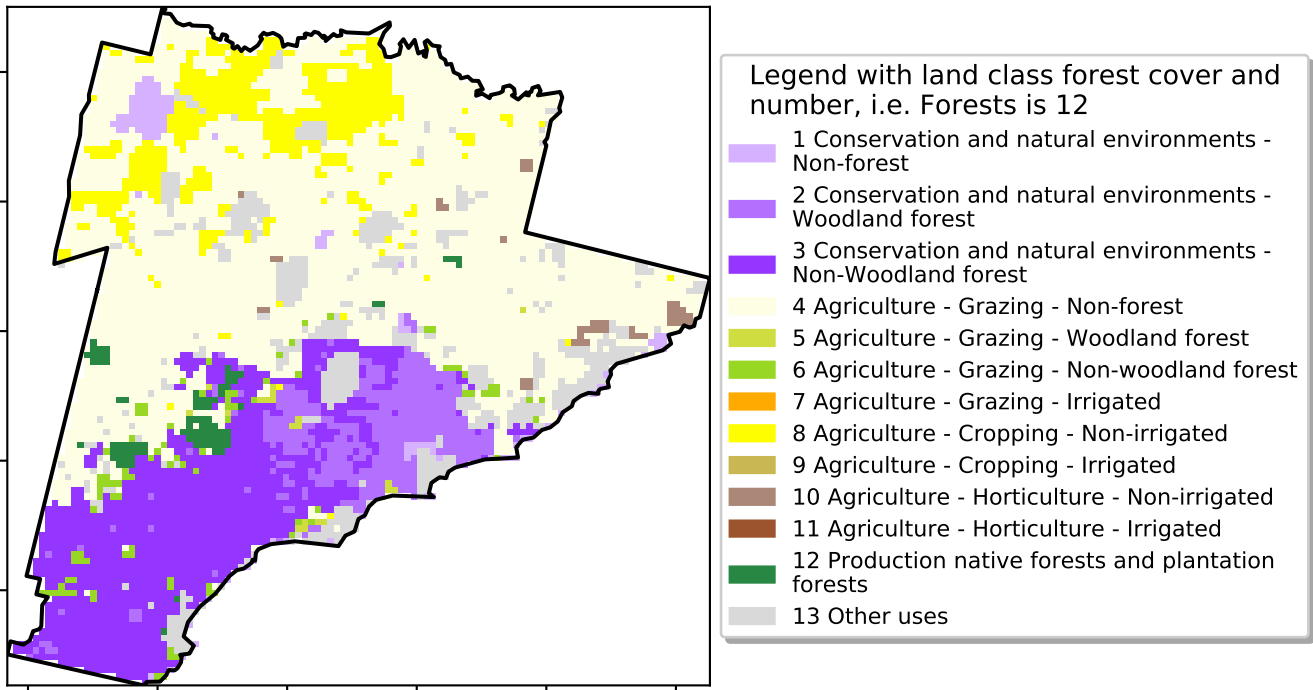 Legend with land class forest cover and
number, i.e. Forests is 12
1 Conservation and natural environments -
Non-forest
2 Conservation and natural environments -
Woodland forest
3 Conservation and natural environments -
Non-Woodland forest
4 Agriculture - Grazing - Non-forest
5 Agriculture - Grazing - Woodland forest
6 Agriculture - Grazing - Non-woodland forest
7 Agriculture - Grazing - Irrigated
8 Agriculture - Cropping - Non-irrigated
9 Agriculture - Cropping - Irrigated
10 Agriculture - Horticulture - Non-irrigated
11 Agriculture - Horticulture - Irrigated
12 Production native forests and plantation
forests
13 Other uses